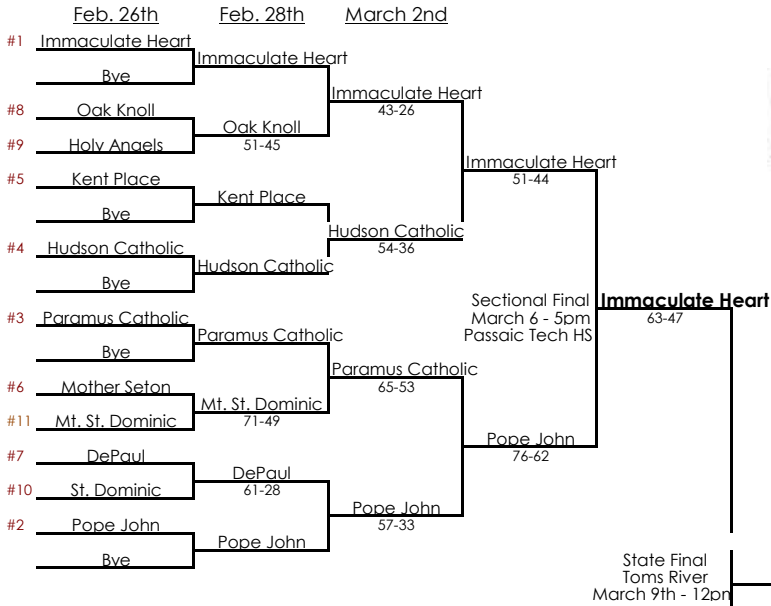 Feb. 26th Feb. 28th March 2nd
#1 Immaculate Heart
Immaculate Heart
Bye
Immaculate Heart
43-26
#8 Oak Knoll
Oak Knoll
51-45
#9 Holy Angels
Immaculate Heart
51-44
#5 Kent Place
Kent Place
Bye
Hudson Catholic
54-36
#4 Hudson Catholic
Hudson Catholic
Bye
Sectional Final
March 6 - 5pm
Passaic Tech HS
Immaculate Heart
63-47
#3 Paramus Catholic
Paramus Catholic
Bye
Paramus Catholic
65-53
#6 Mother Seton
Mt. St. Dominic
71-49
#11 Mt. St. Dominic
Pope John
76-62
#7 DePaul
DePaul
61-28
#10 St. Dominic
Pope John
57-33
#2 Pope John
Pope John
Bye
State Final
Toms River
March 9th - 12pm